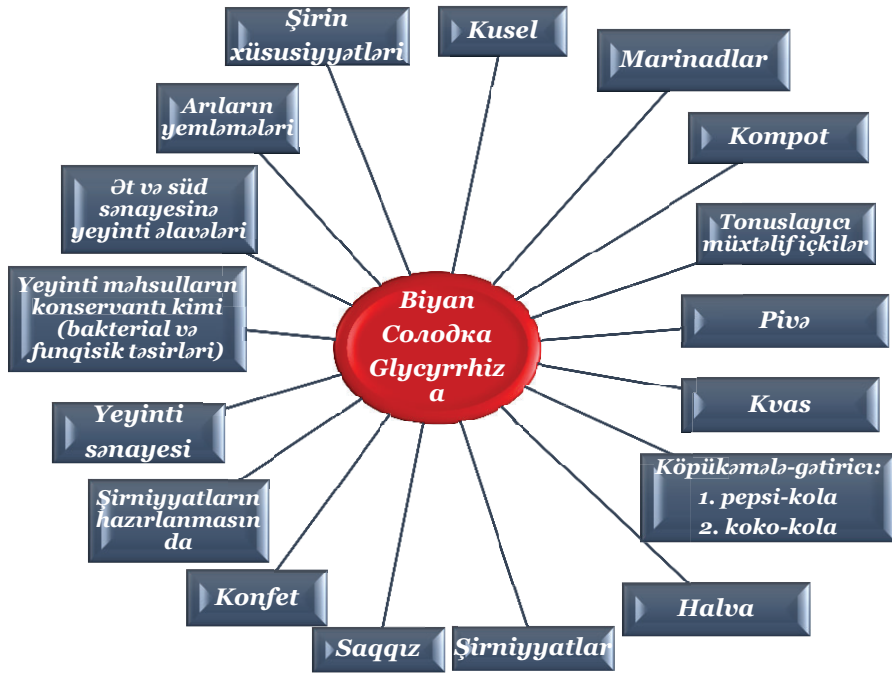 Şirin
xüsusiyyətləri
Kusel
Marinadlar
Kompot
Tonuslayıcı
müxtəlif içkilər
Pivə
Kvas
Köpükəmələ-gətirici:
1. pepsi-kola
2. koko-kola
Halva
Şirniyyatlar
Saqqız
Konfet
Şirniyyatların
hazırlanmasın
da
Yeyinti
sənayesi
Yeyinti məhsulların
konservantı kimi
(bakterial və
funqisik təsirləri)
Ət və süd
sənayesinə
yeyinti əlavələri
Arıların
yemləmələri
Biyan
Солодка
Glycyrrhiz
a